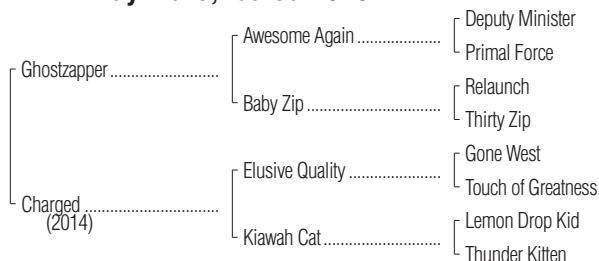 Awesome Again
Deputy Minister
Primal Force
Ghostzapper
Baby Zip
Relaunch
Thirty Zip
Elusive Quality
Gone West
Touch of Greatness
Charged
(2014)
Kiawah Cat
Lemon Drop Kid
Thunder Kitten